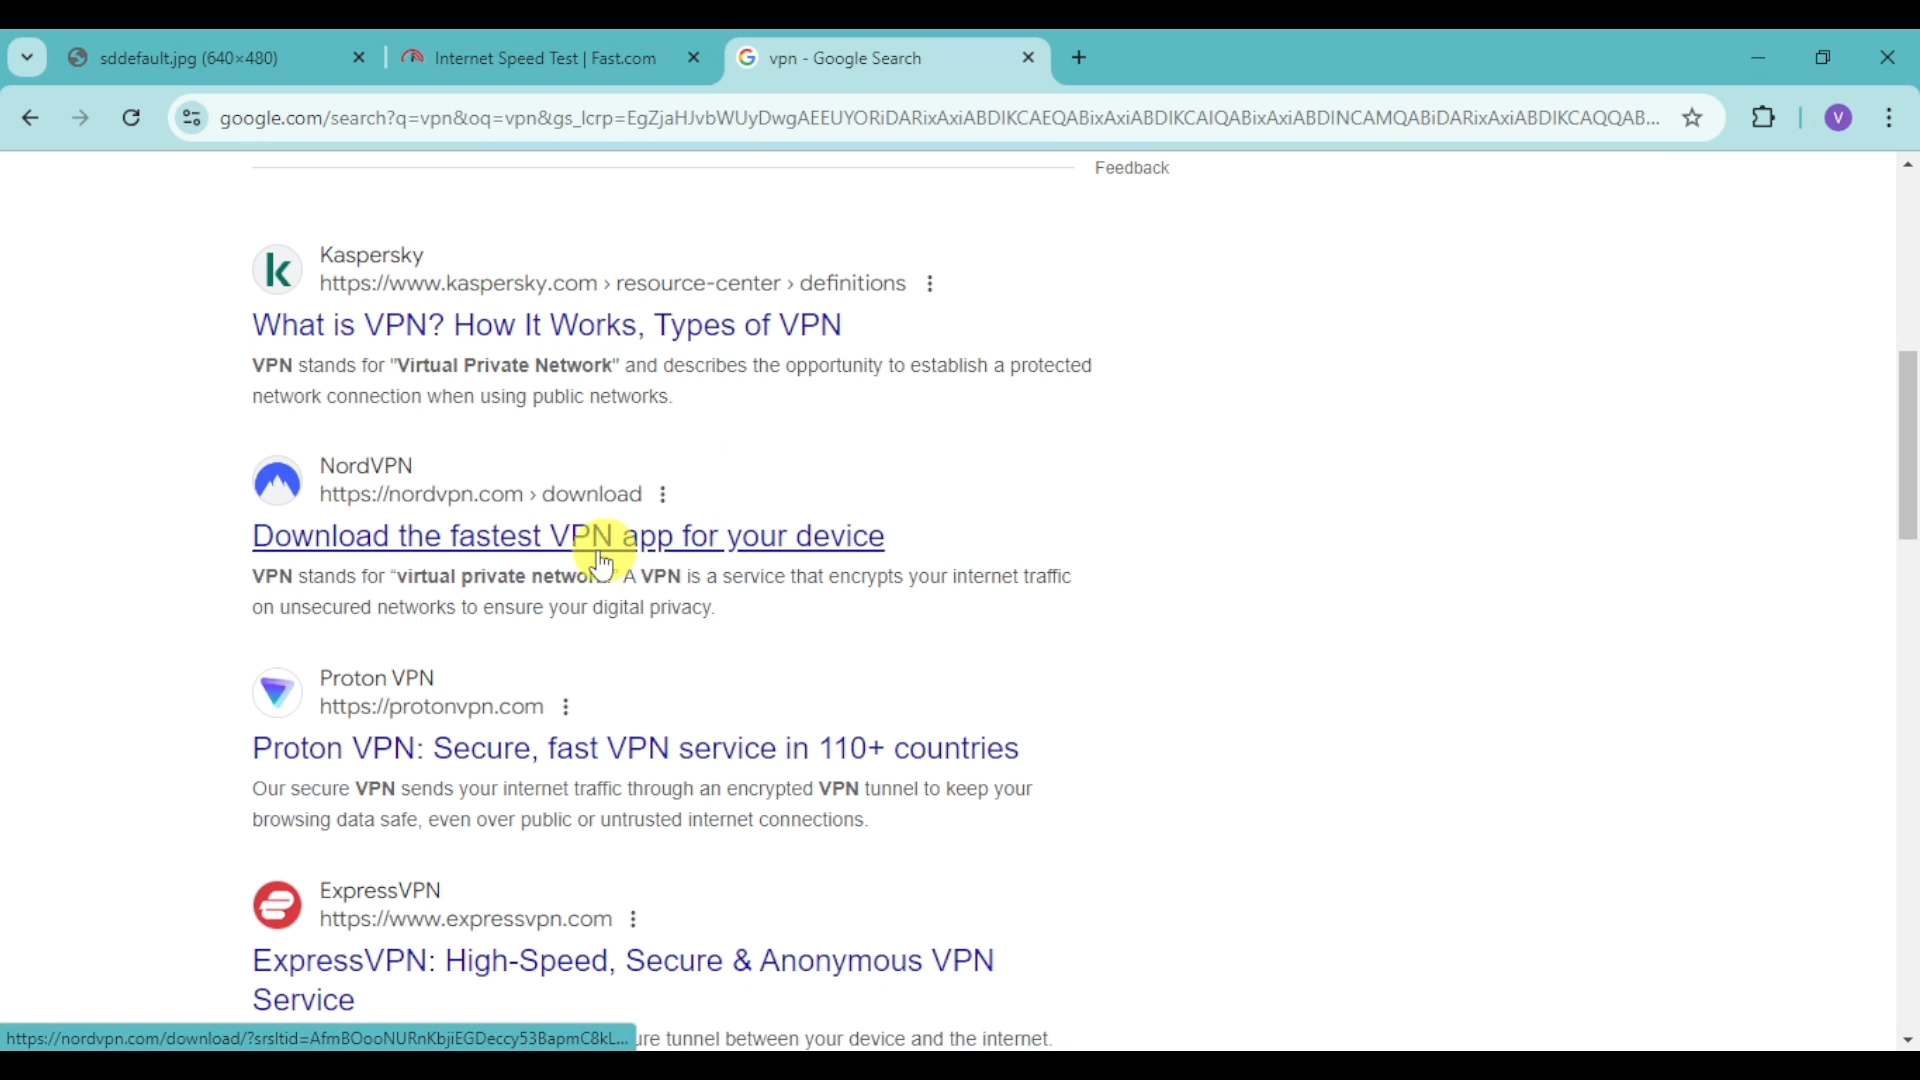 sddefault.jpg (640×480)
Internet Speed Test | Fast.com
vpn - Google Search
google.com/search?q=vpn&oq=vpn&gs_lcrp=EgZjaHJvbWUyDwgAEEUYORiDARixAxiABDIKCAEQABixAxiABDIKCAIQABixAxiABDINCAMQABiDARixAxiABDIKCAQQAB...
V
Feedback
Kaspersky
https://www.kaspersky.com › resource-center › definitions
What is VPN? How It Works, Types of VPN
VPN stands for "Virtual Private Network" and describes the opportunity to establish a protected
network connection when using public networks.
NordVPN
https://nordvpn.com › download
Download the fastest VPN app for your device
VPN stands for “virtual private network.” A VPN is a service that encrypts your internet traffic
on unsecured networks to ensure your digital privacy.
Proton VPN
https://protonvpn.com
Proton VPN: Secure, fast VPN service in 110+ countries
Our secure VPN sends your internet traffic through an encrypted VPN tunnel to keep your
browsing data safe, even over public or untrusted internet connections.
ExpressVPN
https://www.expressvpn.com
ExpressVPN: High-Speed, Secure & Anonymous VPN
Service
https://nordvpn.com/download/?srsltid=AfmBOooNURnKbjiEGDeccy53BapmC8kL... ure tunnel between your device and the internet.